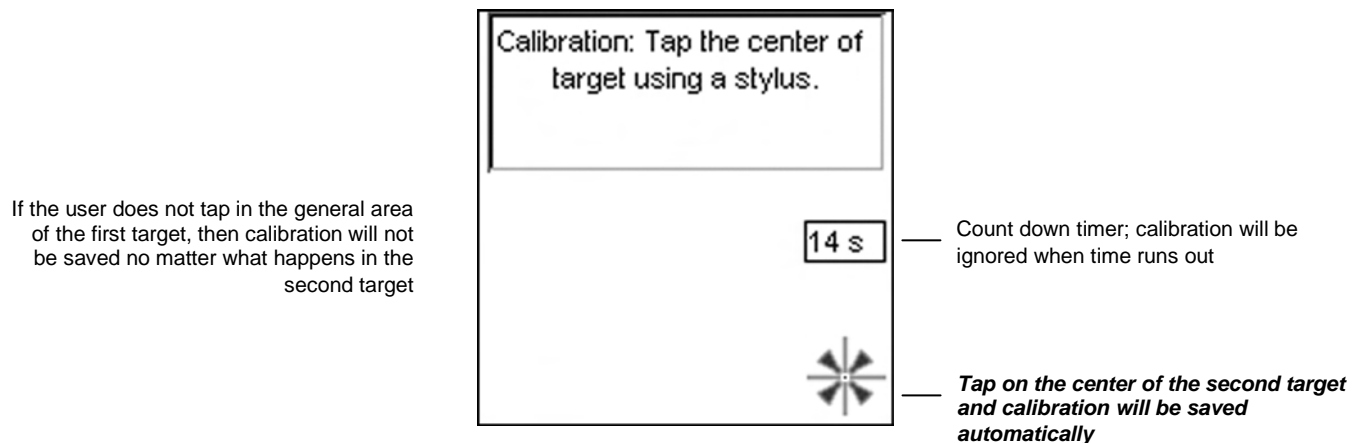 Calibration: Tap the center of
target using a stylus.
If the user does not tap in the general area
of the first target, then calibration will not
be saved no matter what happens in the
second target
14 s
Count down timer; calibration will be
ignored when time runs out
Tap on the center of the second target
and calibration will be saved
automatically